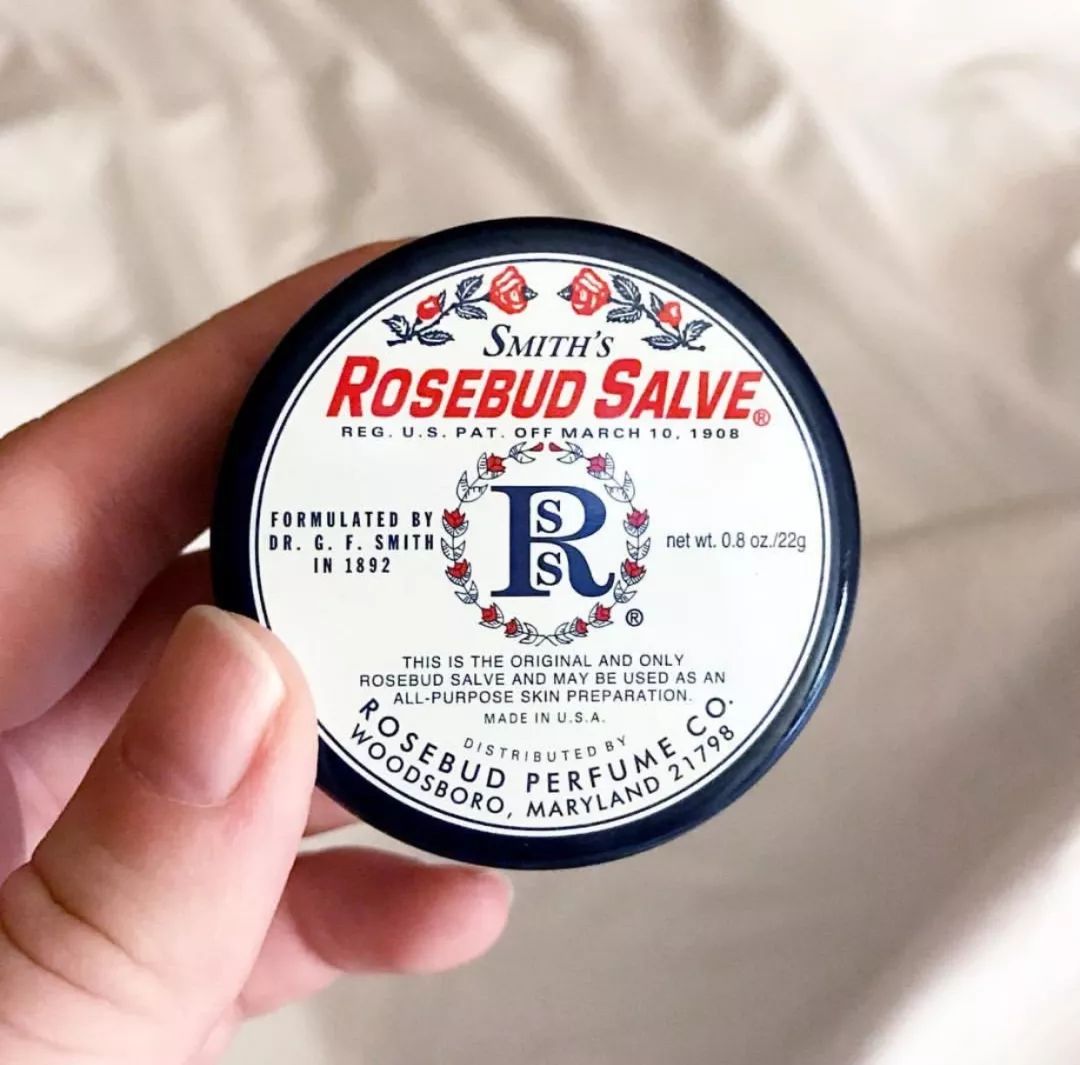 SMITH'S
ROSEBUD SALVE®
REG. U.S. PAT. OFF MARCH 10, 1908
FORMULATED BY
DR. G. F. SMITH
IN 1892
RSS
®
net wt. 0.8 oz./22g
THIS IS THE ORIGINAL AND ONLY
ROSEBUD SALVE AND MAY BE USED AS AN
ALL-PURPOSE SKIN PREPARATION.
MADE IN U.S.A.
DISTRIBUTED BY
ROSEBUD PERFUME CO.
WOODSBORO, MARYLAND 21798